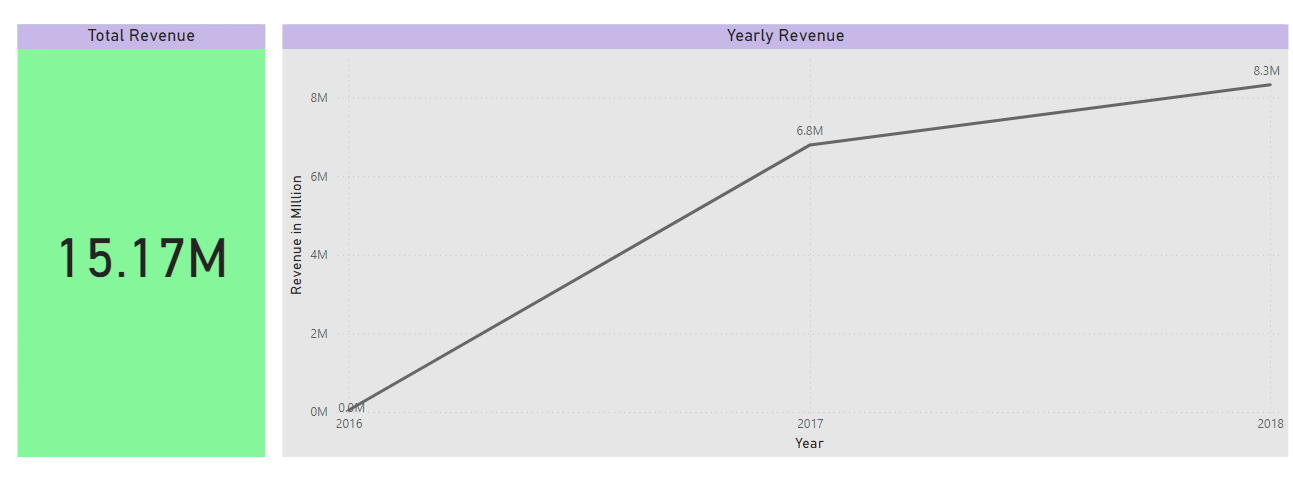 Total Revenue
15.17M
Yearly Revenue
Revenue in MIllion
8M
6M
4M
2M
0M
0.0M
6.8M
8.3M
2016
2017
2018
Year